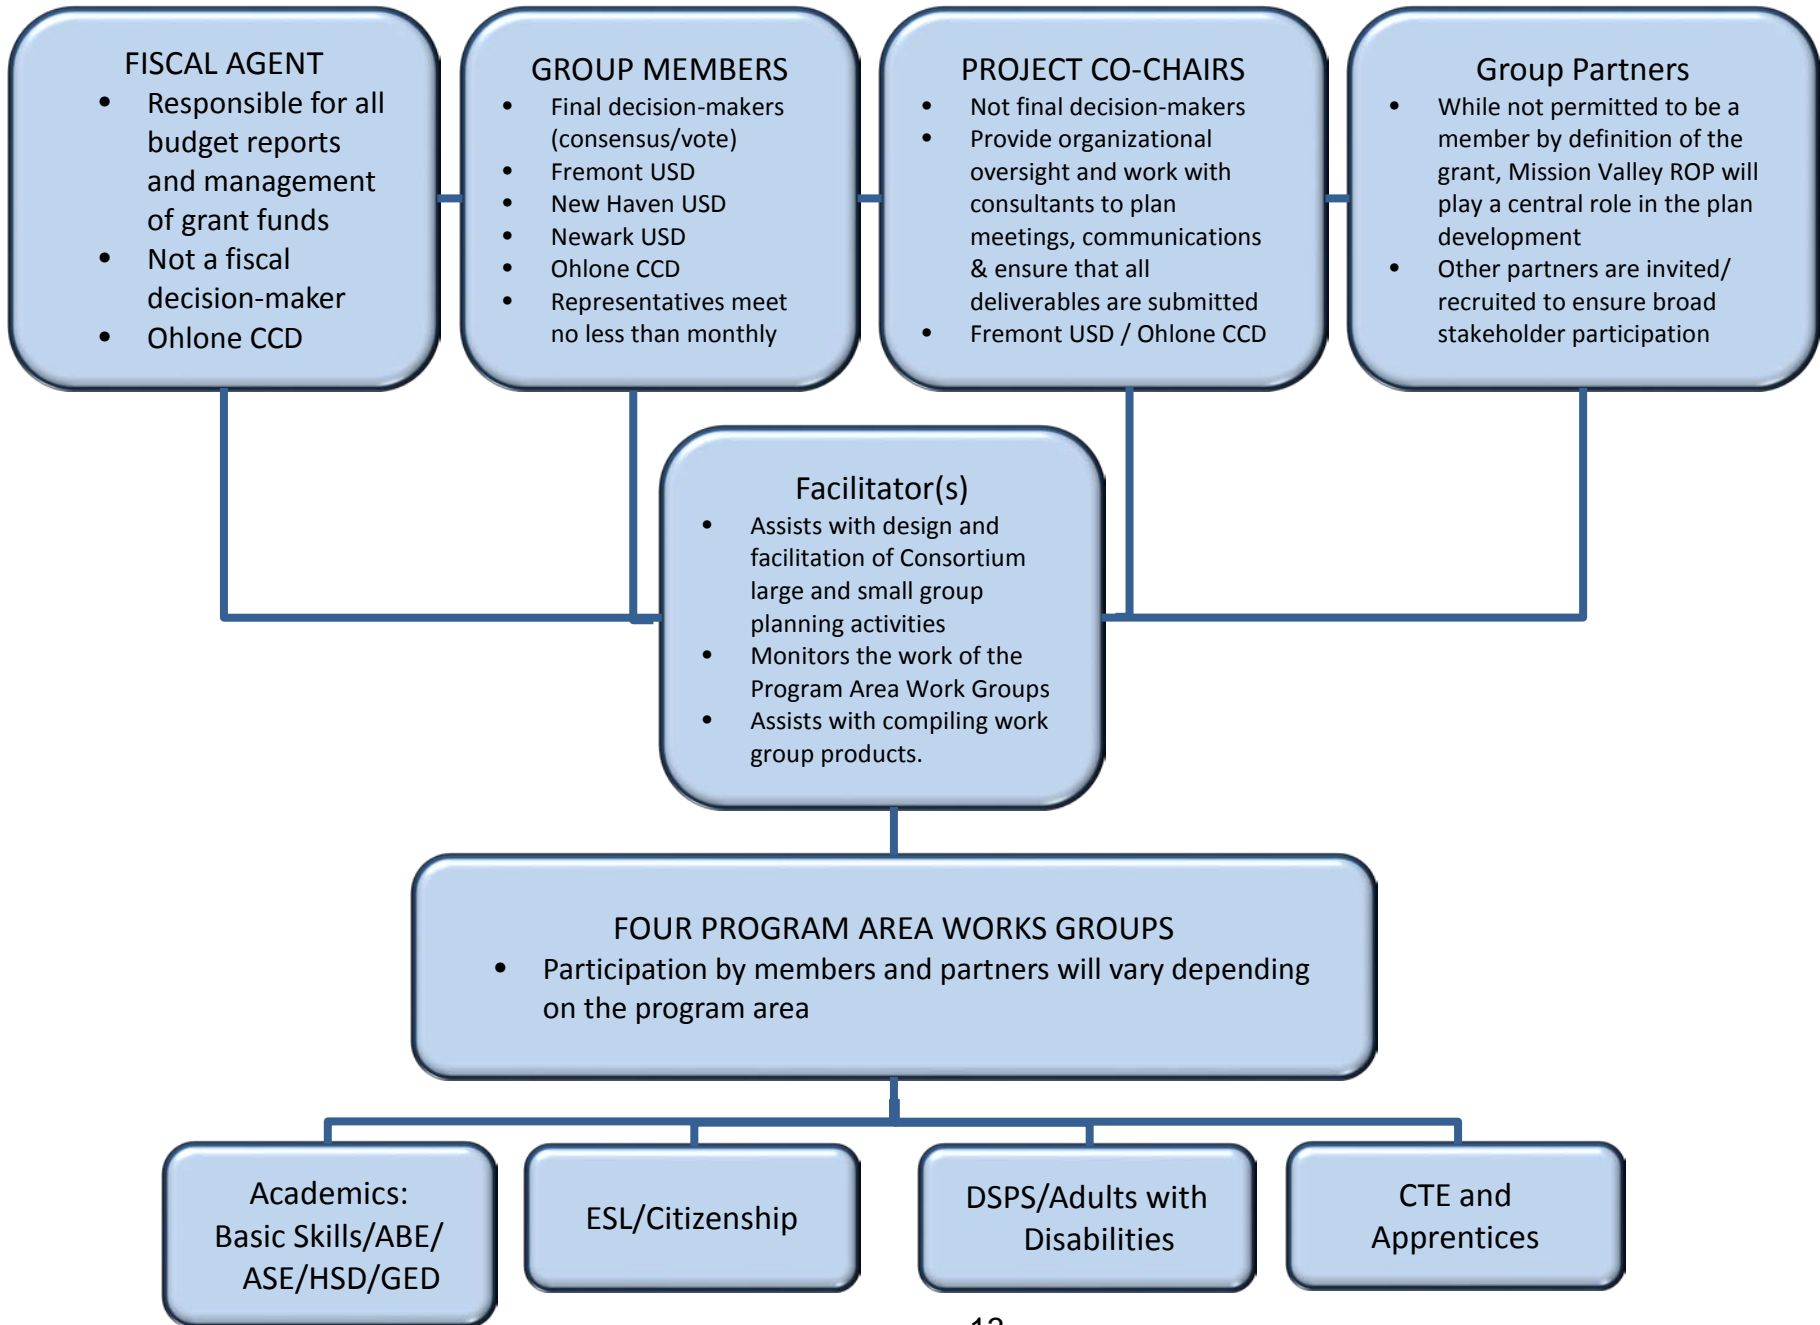 FISCAL AGENT
• Responsible for all
budget reports
and management
of grant funds
• Not a fiscal
decision-maker
• Ohlone CCD
GROUP MEMBERS
• Final decision-makers
(consensus/vote)
• Fremont USD
• New Haven USD
• Newark USD
• Ohlone CCD
• Representatives meet
no less than monthly
PROJECT CO-CHAIRS
• Not final decision-makers
• Provide organizational
oversight and work with
consultants to plan
meetings, communications
& ensure that all
deliverables are submitted
• Fremont USD / Ohlone CCD
Group Partners
• While not permitted to be a
member by definition of the
grant, Mission Valley ROP will
play a central role in the plan
development
• Other partners are invited/
recruited to ensure broad
stakeholder participation
Facilitator(s)
• Assists with design and
facilitation of Consortium
large and small group
planning activities
• Monitors the work of the
Program Area Work Groups
• Assists with compiling work
group products.
FOUR PROGRAM AREA WORKS GROUPS
• Participation by members and partners will vary depending
on the program area
Academics:
Basic Skills/ABE/
ASE/HSD/GED
ESL/Citizenship
DSPS/Adults with
Disabilities
CTE and
Apprentices